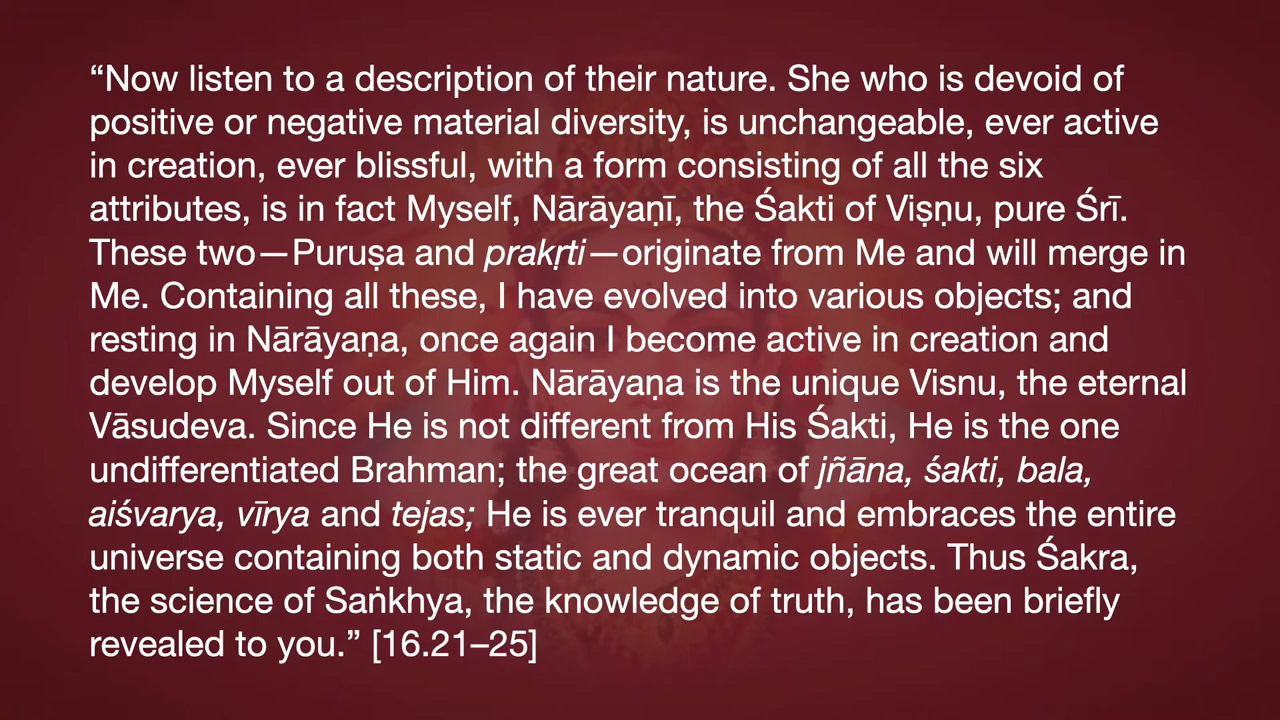 “Now listen to a description of their nature. She who is devoid of
positive or negative material diversity, is unchangeable, ever active
in creation, ever blissful, with a form consisting of all the six
attributes, is in fact Myself, Nārāyaṇī, the Śakti of Viṣṇu, pure Śrī.
These two—Puruṣa and prakṛti—originate from Me and will merge in
Me. Containing all these, I have evolved into various objects; and
resting in Nārāyaṇa, once again I become active in creation and
develop Myself out of Him. Nārāyaṇa is the unique Visnu, the eternal
Vāsudeva. Since He is not different from His Śakti, He is the one
undifferentiated Brahman; the great ocean of jñāna, śakti, bala,
aiśvarya, vīrya and tejas; He is ever tranquil and embraces the entire
universe containing both static and dynamic objects. Thus Śakra,
the science of Saṅkhya, the knowledge of truth, has been briefly
revealed to you.” [16.21–25]